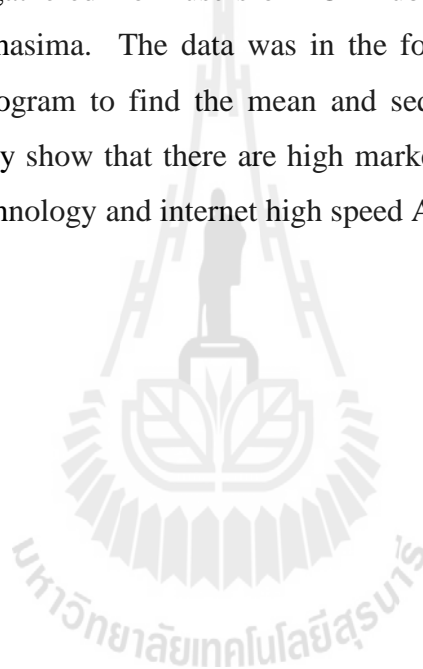 hasima. The data was in the fo
ogram to find the mean and sec
y show that there are high marke
hnology and internet high speed A
มหาวิทยาลัยเทคโนโลยีสุรนารี